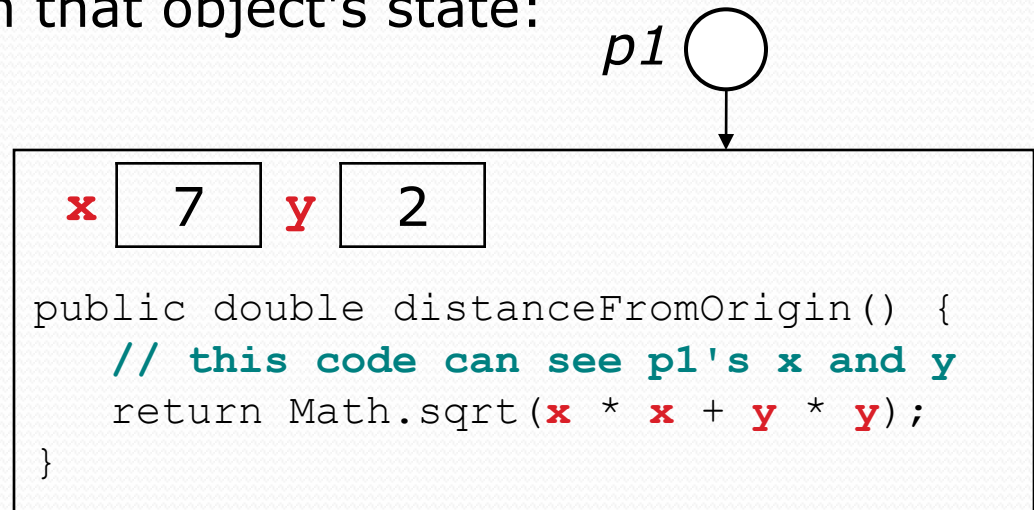 that object's state:
p1
x 7 y 2
public double distanceFromOrigin() {
// this code can see p1's x and y
return Math.sqrt(x * x + y * y);
}